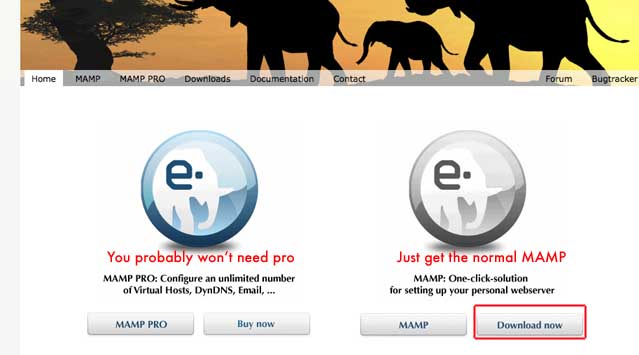 Home MAMP MAMP PRO Downloads Documentation Contact Forum Bugtracker
e.
You probably won't need pro
MAMP PRO: Configure an unlimited number
of Virtual Hosts, DynDNS, Email, ...
MAMP PRO Buy now
e.
Just get the normal MAMP
MAMP: One-click-solution
for setting up your personal webserver
MAMP Download now